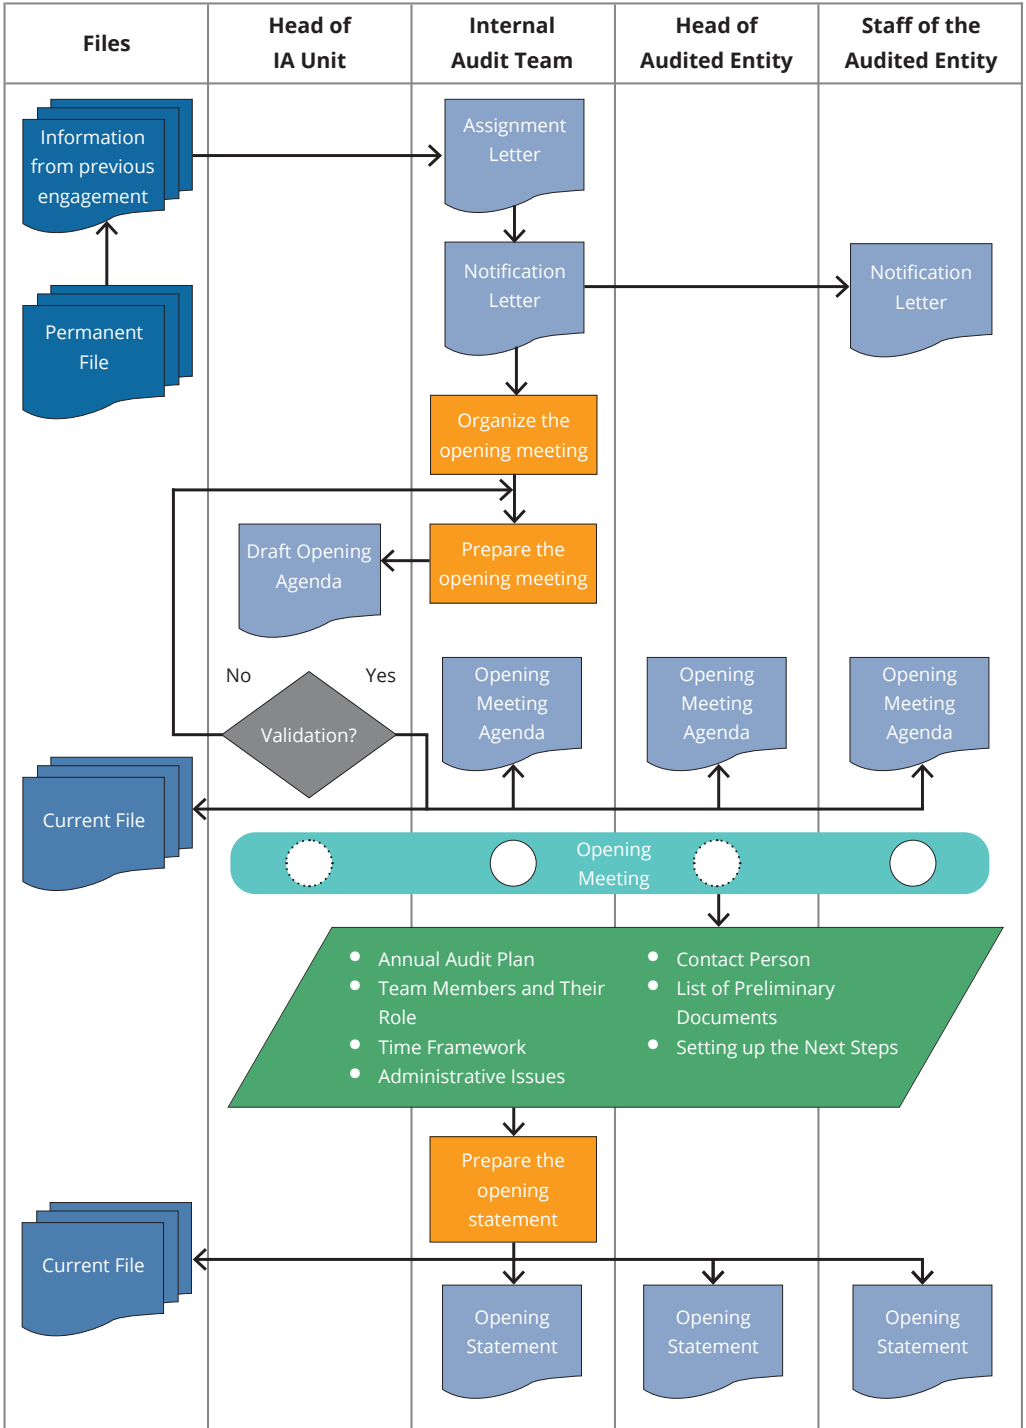 Files
Head of
IA Unit
Internal
Audit Team
Head of
Audited Entity
Staff of the
Audited Entity
Information
from previous
engagement
Assignment
Letter
Permanent
File
Notification
Letter
Notification
Letter
Organize the
opening meeting
Draft Opening
Agenda
Prepare the
opening meeting
No
Yes
Validation?
Opening
Meeting
Agenda
Opening
Meeting
Agenda
Opening
Meeting
Agenda
Current File
Opening
Meeting
• Annual Audit Plan
• Team Members and Their
Role
• Time Framework
• Administrative Issues
• Contact Person
• List of Preliminary
Documents
• Setting up the Next Steps
Prepare the
opening
statement
Current File
Opening
Statement
Opening
Statement
Opening
Statement